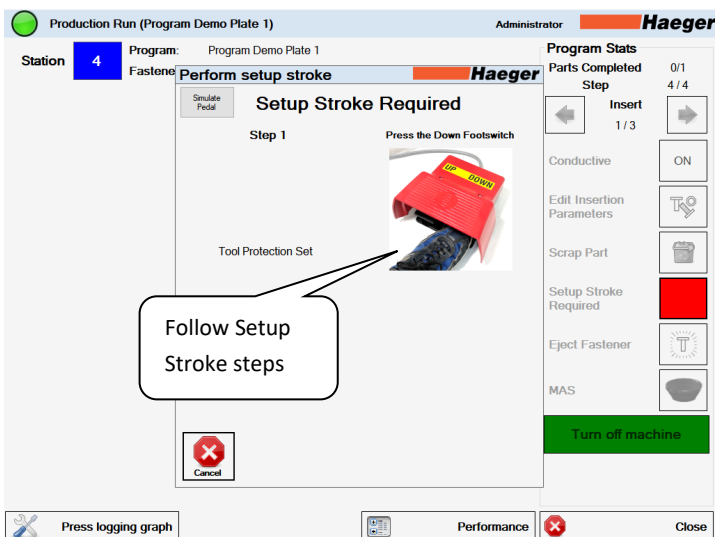 Production Run (Program Demo Plate 1)
Administrator
Haeger
Station
4
Program:
Program Demo Plate 1
Perform setup stroke
Haeger
Simulate
Pedal
Setup Stroke Required
Step 1
Press the Down Footswitch
UP DOWN
Tool Protection Set
Follow Setup
Stroke steps
Cancel
Program Stats
Parts Completed
0/1
Step
4 / 4
Insert
1 / 3
Conductive
ON
Edit Insertion
Parameters
Scrap Part
Setup Stroke
Required
Eject Fastener
MAS
Turn off machine
Press logging graph
Performance
Close